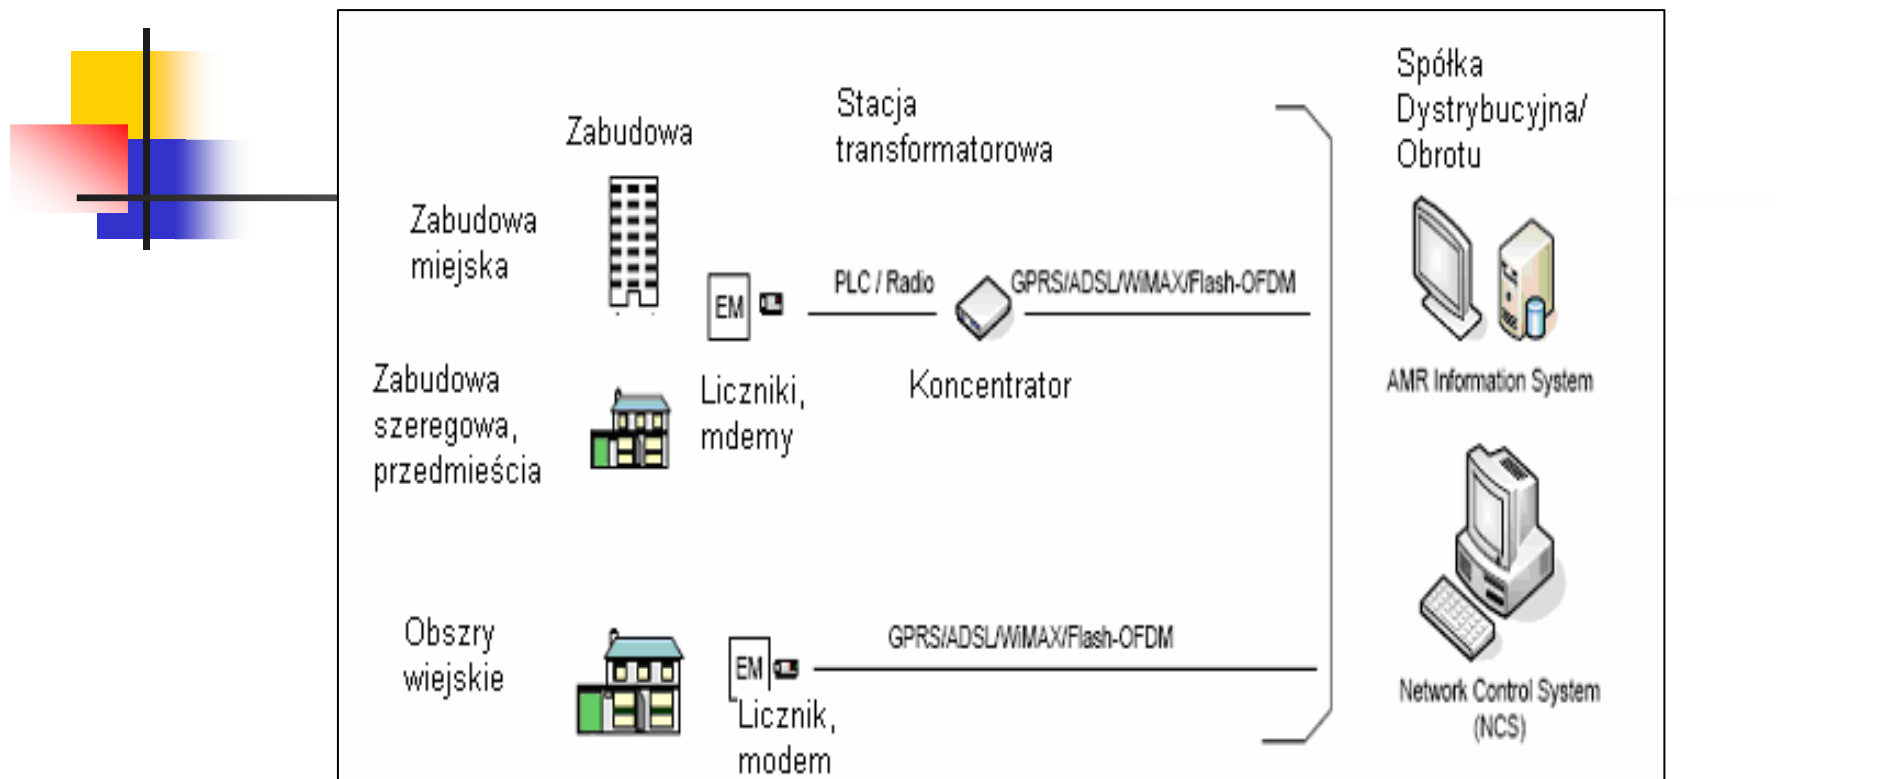 Zabudowa
Stacja
transformatorowa
Spółka
Dystrybucyjna/
Obrotu
Zabudowa
miejska
EM
PLC / Radio
GPRS/ADSL/WiMAX/Flash-OFDM
AMR Information System
Zabudowa
szeregowa,
przedmieścia
Liczniki,
mdemy
Koncentrator
Obszry
wiejskie
EM
GPRS/ADSL/WiMAX/Flash-OFDM
Licznik,
modem
Network Control System
(NCS)